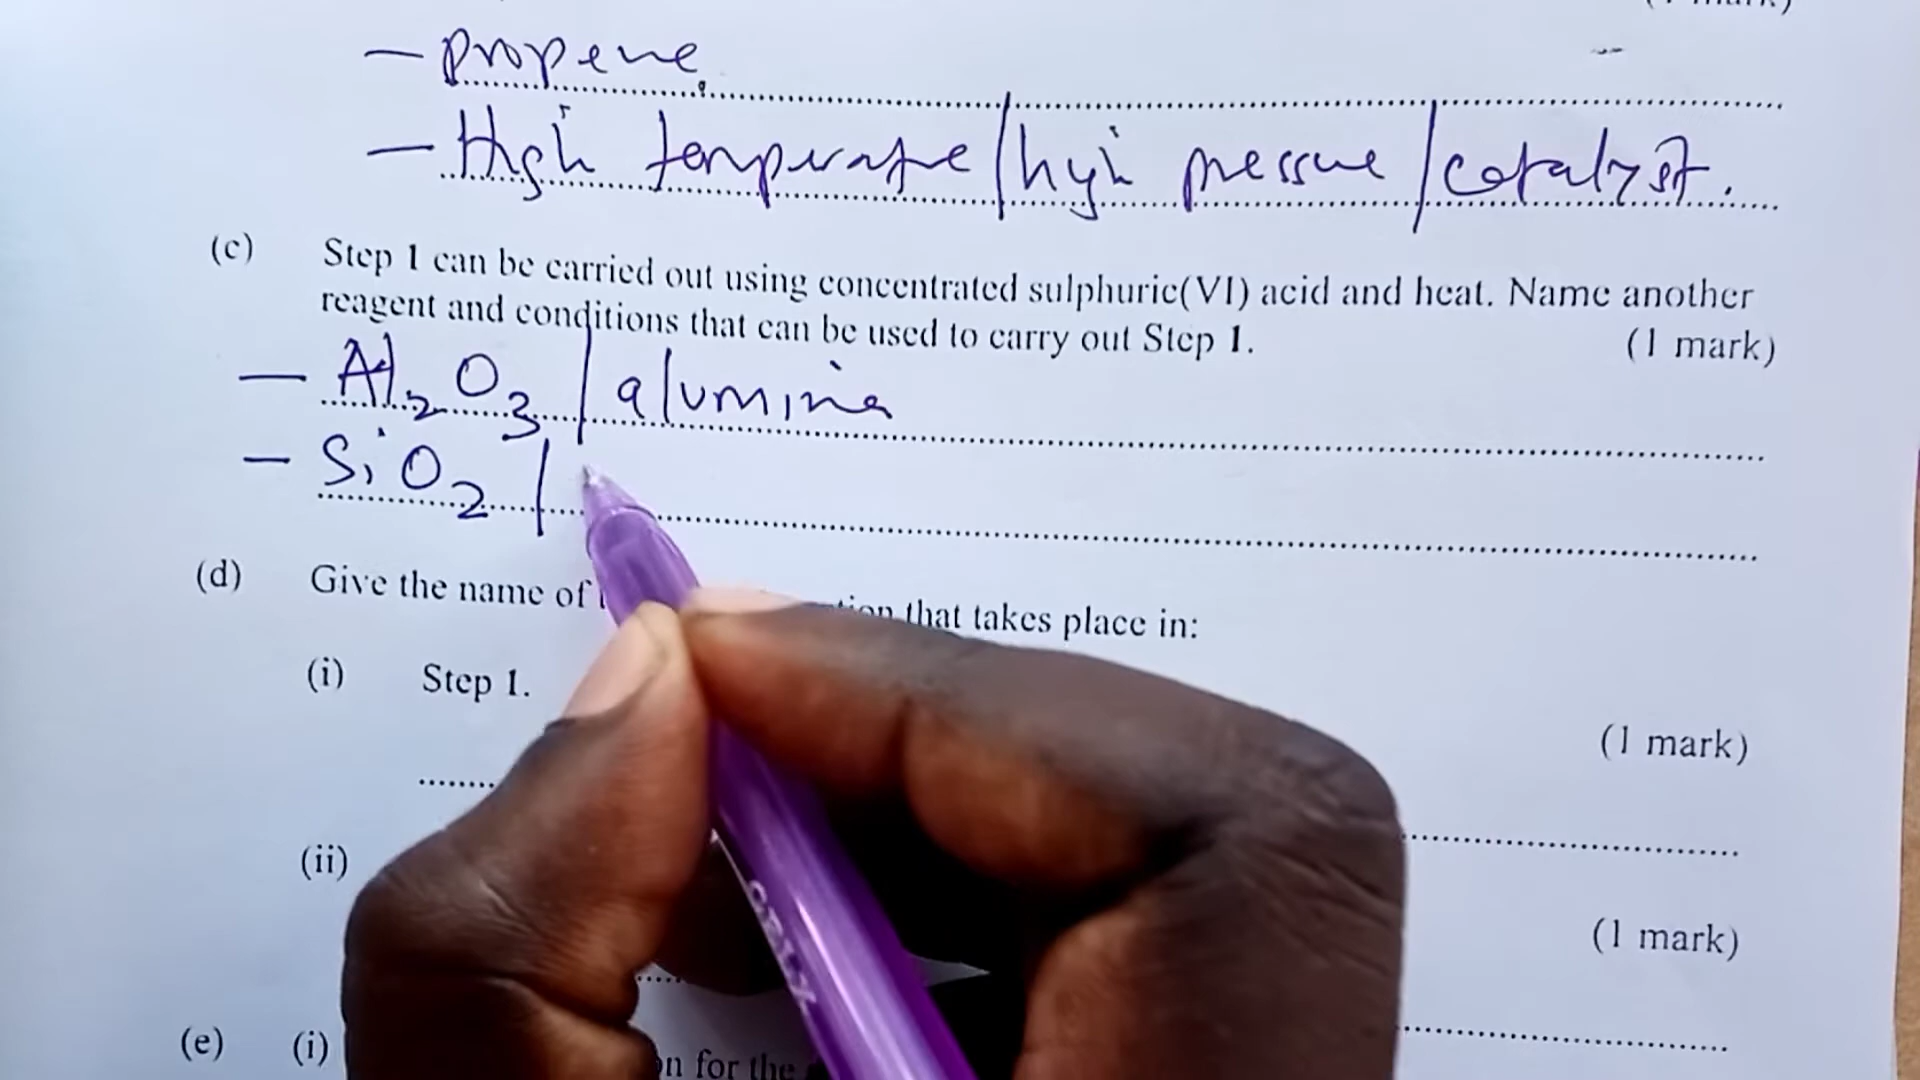 - propene.
- High temperature / high pressure / catalyst.
(c) Step 1 can be carried out using concentrated sulphuric(VI) acid and heat. Name another
reagent and conditions that can be used to carry out Step 1. (1 mark)
- Al2O3 / alumina
- SiO2 /
(d) Give the name of that takes place in:
(i) Step 1.
(1 mark)
(ii)
(1 mark)
(e) (i) for the